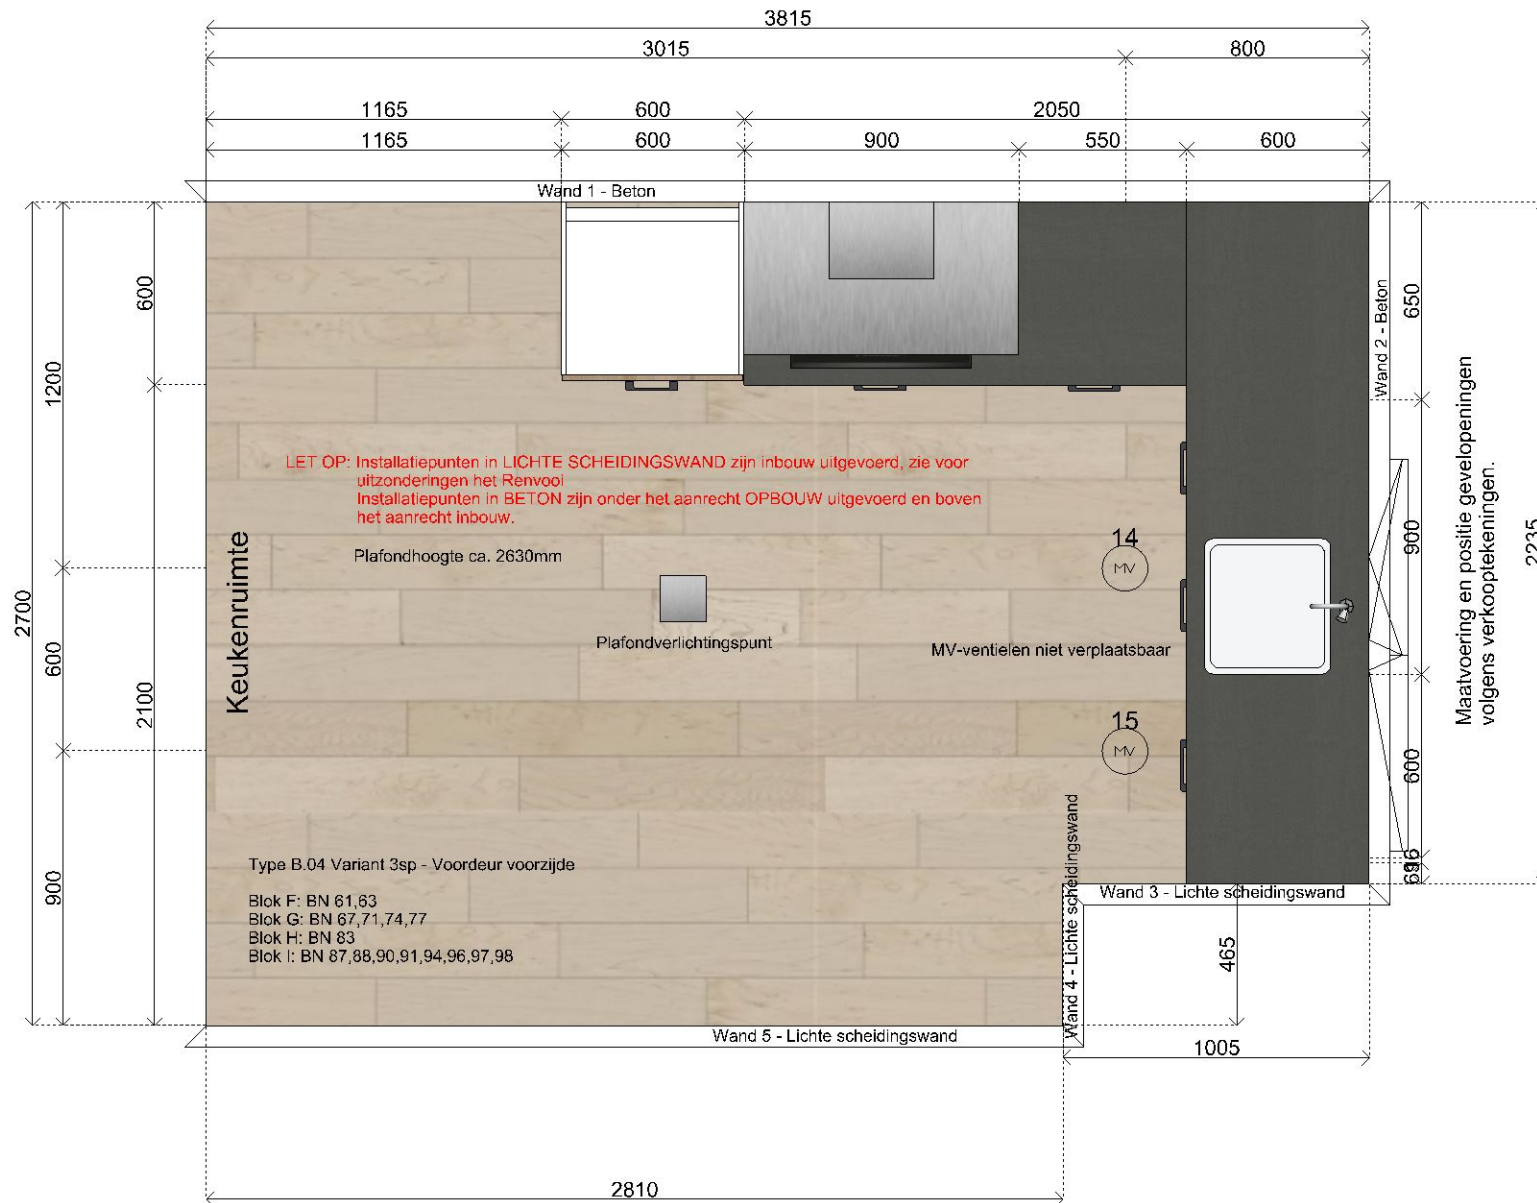 3815
3015 800
1165 600 2050
1165 600 900 550 600
Wand 1 - Beton
2700
1200
600
900
600
2100
Keukenruimte
LET OP: Installatiepunten in LICHTE SCHEIDINGSWAND zijn inbouw uitgevoerd, zie voor
uitzonderingen het Renvooi
Installatiepunten in BETON zijn onder het aanrecht OPBOUW uitgevoerd en boven
het aanrecht inbouw.
Plafondhoogte ca. 2630mm
Plafondverlichtingspunt
14
MV
MV-ventielen niet verplaatsbaar
15
MV
Wand 2 - Beton
650
900
600
Maatvoering en positie gevelopeningen
volgens verkooptekeningen.
2235
Type B.04 Variant 3sp - Voordeur voorzijde
Blok F: BN 61,63
Blok G: BN 67,71,74,77
Blok H: BN 83
Blok I: BN 87,88,90,91,94,96,97,98
Wand 3 - Lichte scheidingswand
Wand 4 - Lichte scheidingswand
465
Wand 5 - Lichte scheidingswand
1005
2810